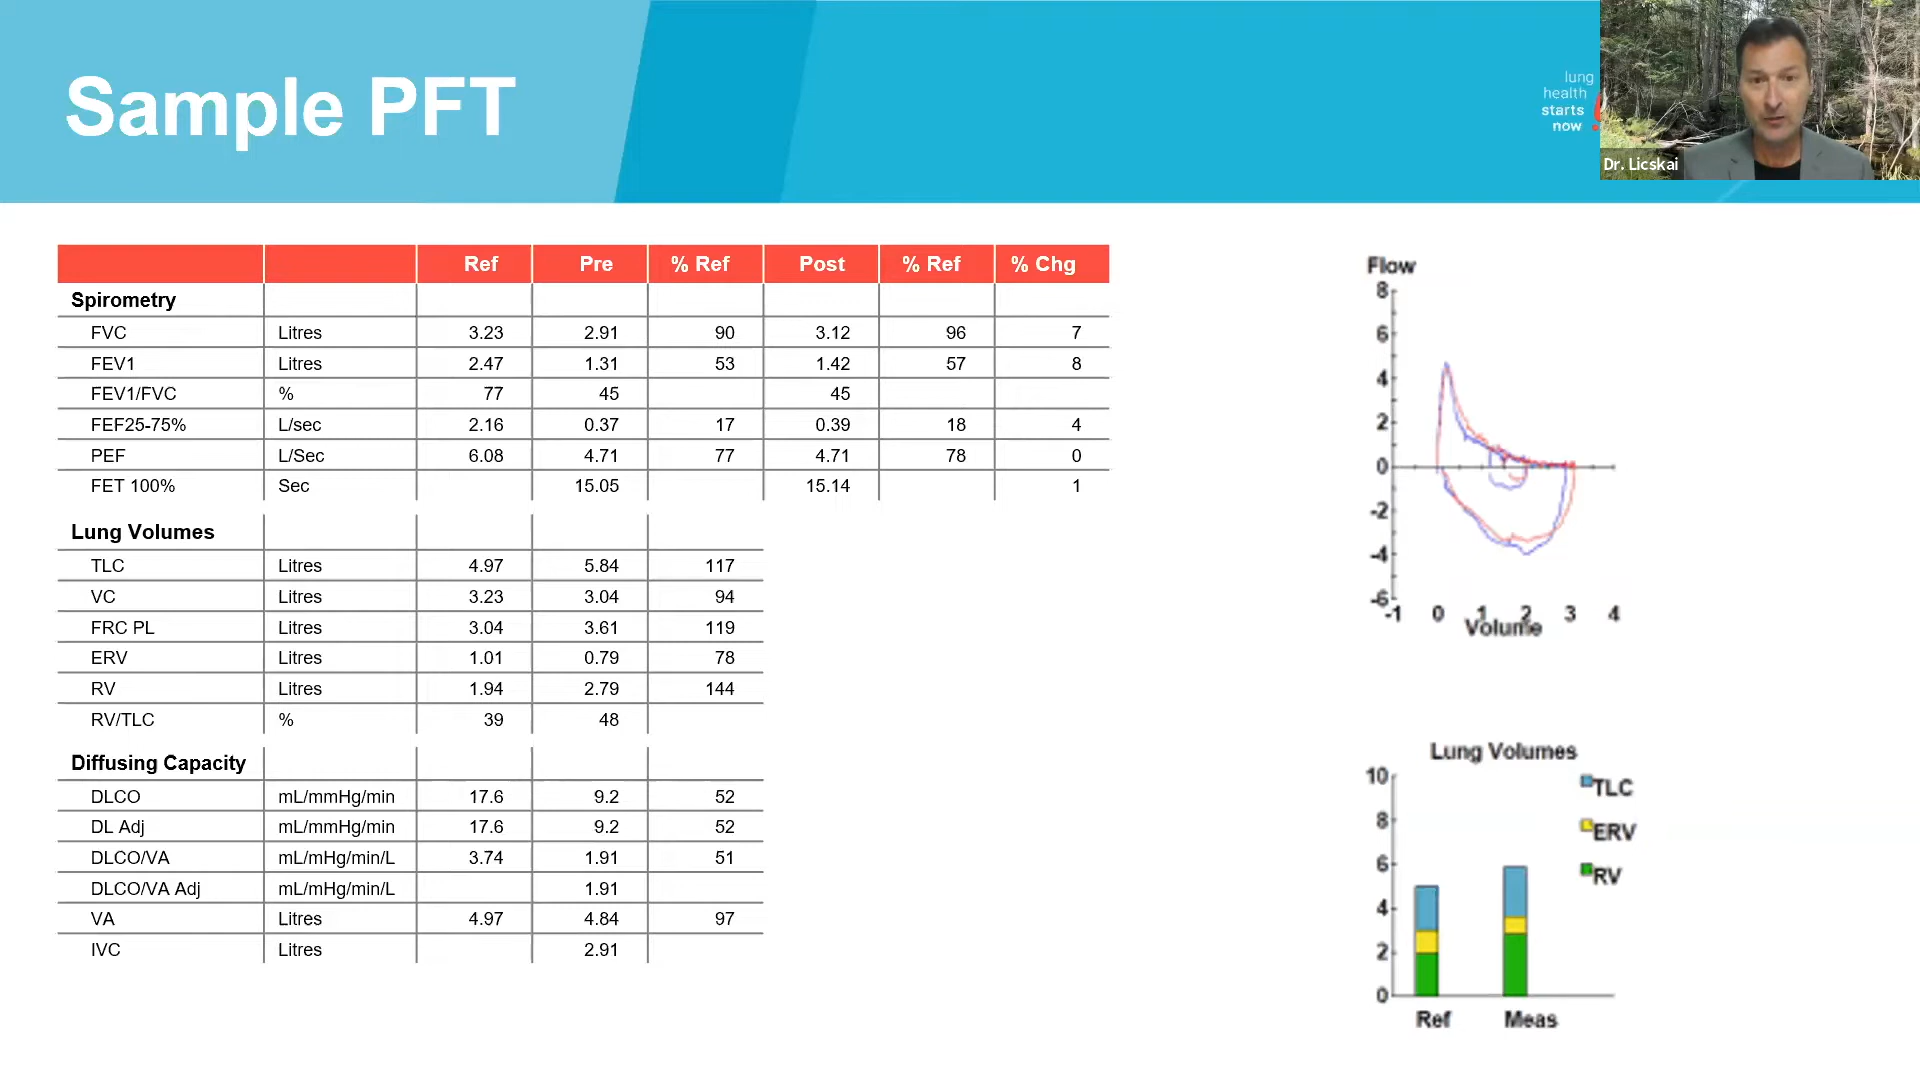 Sample PFT
lung
health
starts
now
Dr. Licskai
Ref Pre % Ref Post % Ref % Chg
Spirometry
FVC Litres 3.23 2.91 90 3.12 96 7
FEV1 Litres 2.47 1.31 53 1.42 57 8
FEV1/FVC % 77 45 45
FEF25-75% L/sec 2.16 0.37 17 0.39 18 4
PEF L/Sec 6.08 4.71 77 4.71 78 0
FET 100% Sec 15.05 15.14 1
Lung Volumes
TLC Litres 4.97 5.84 117
VC Litres 3.23 3.04 94
FRC PL Litres 3.04 3.61 119
ERV Litres 1.01 0.79 78
RV Litres 1.94 2.79 144
RV/TLC % 39 48
Diffusing Capacity
DLCO mL/mmHg/min 17.6 9.2 52
DL Adj mL/mmHg/min 17.6 9.2 52
DLCO/VA mL/mHg/min/L 3.74 1.91 51
DLCO/VA Adj mL/mHg/min/L 1.91
VA Litres 4.97 4.84 97
IVC Litres 2.91
Flow
8
6
4
2
0
-2
-4
-6
-1 0 1 2 3 4
Volume
Lung Volumes
10
8
6
4
2
0
TLC
ERV
RV
Ref Meas